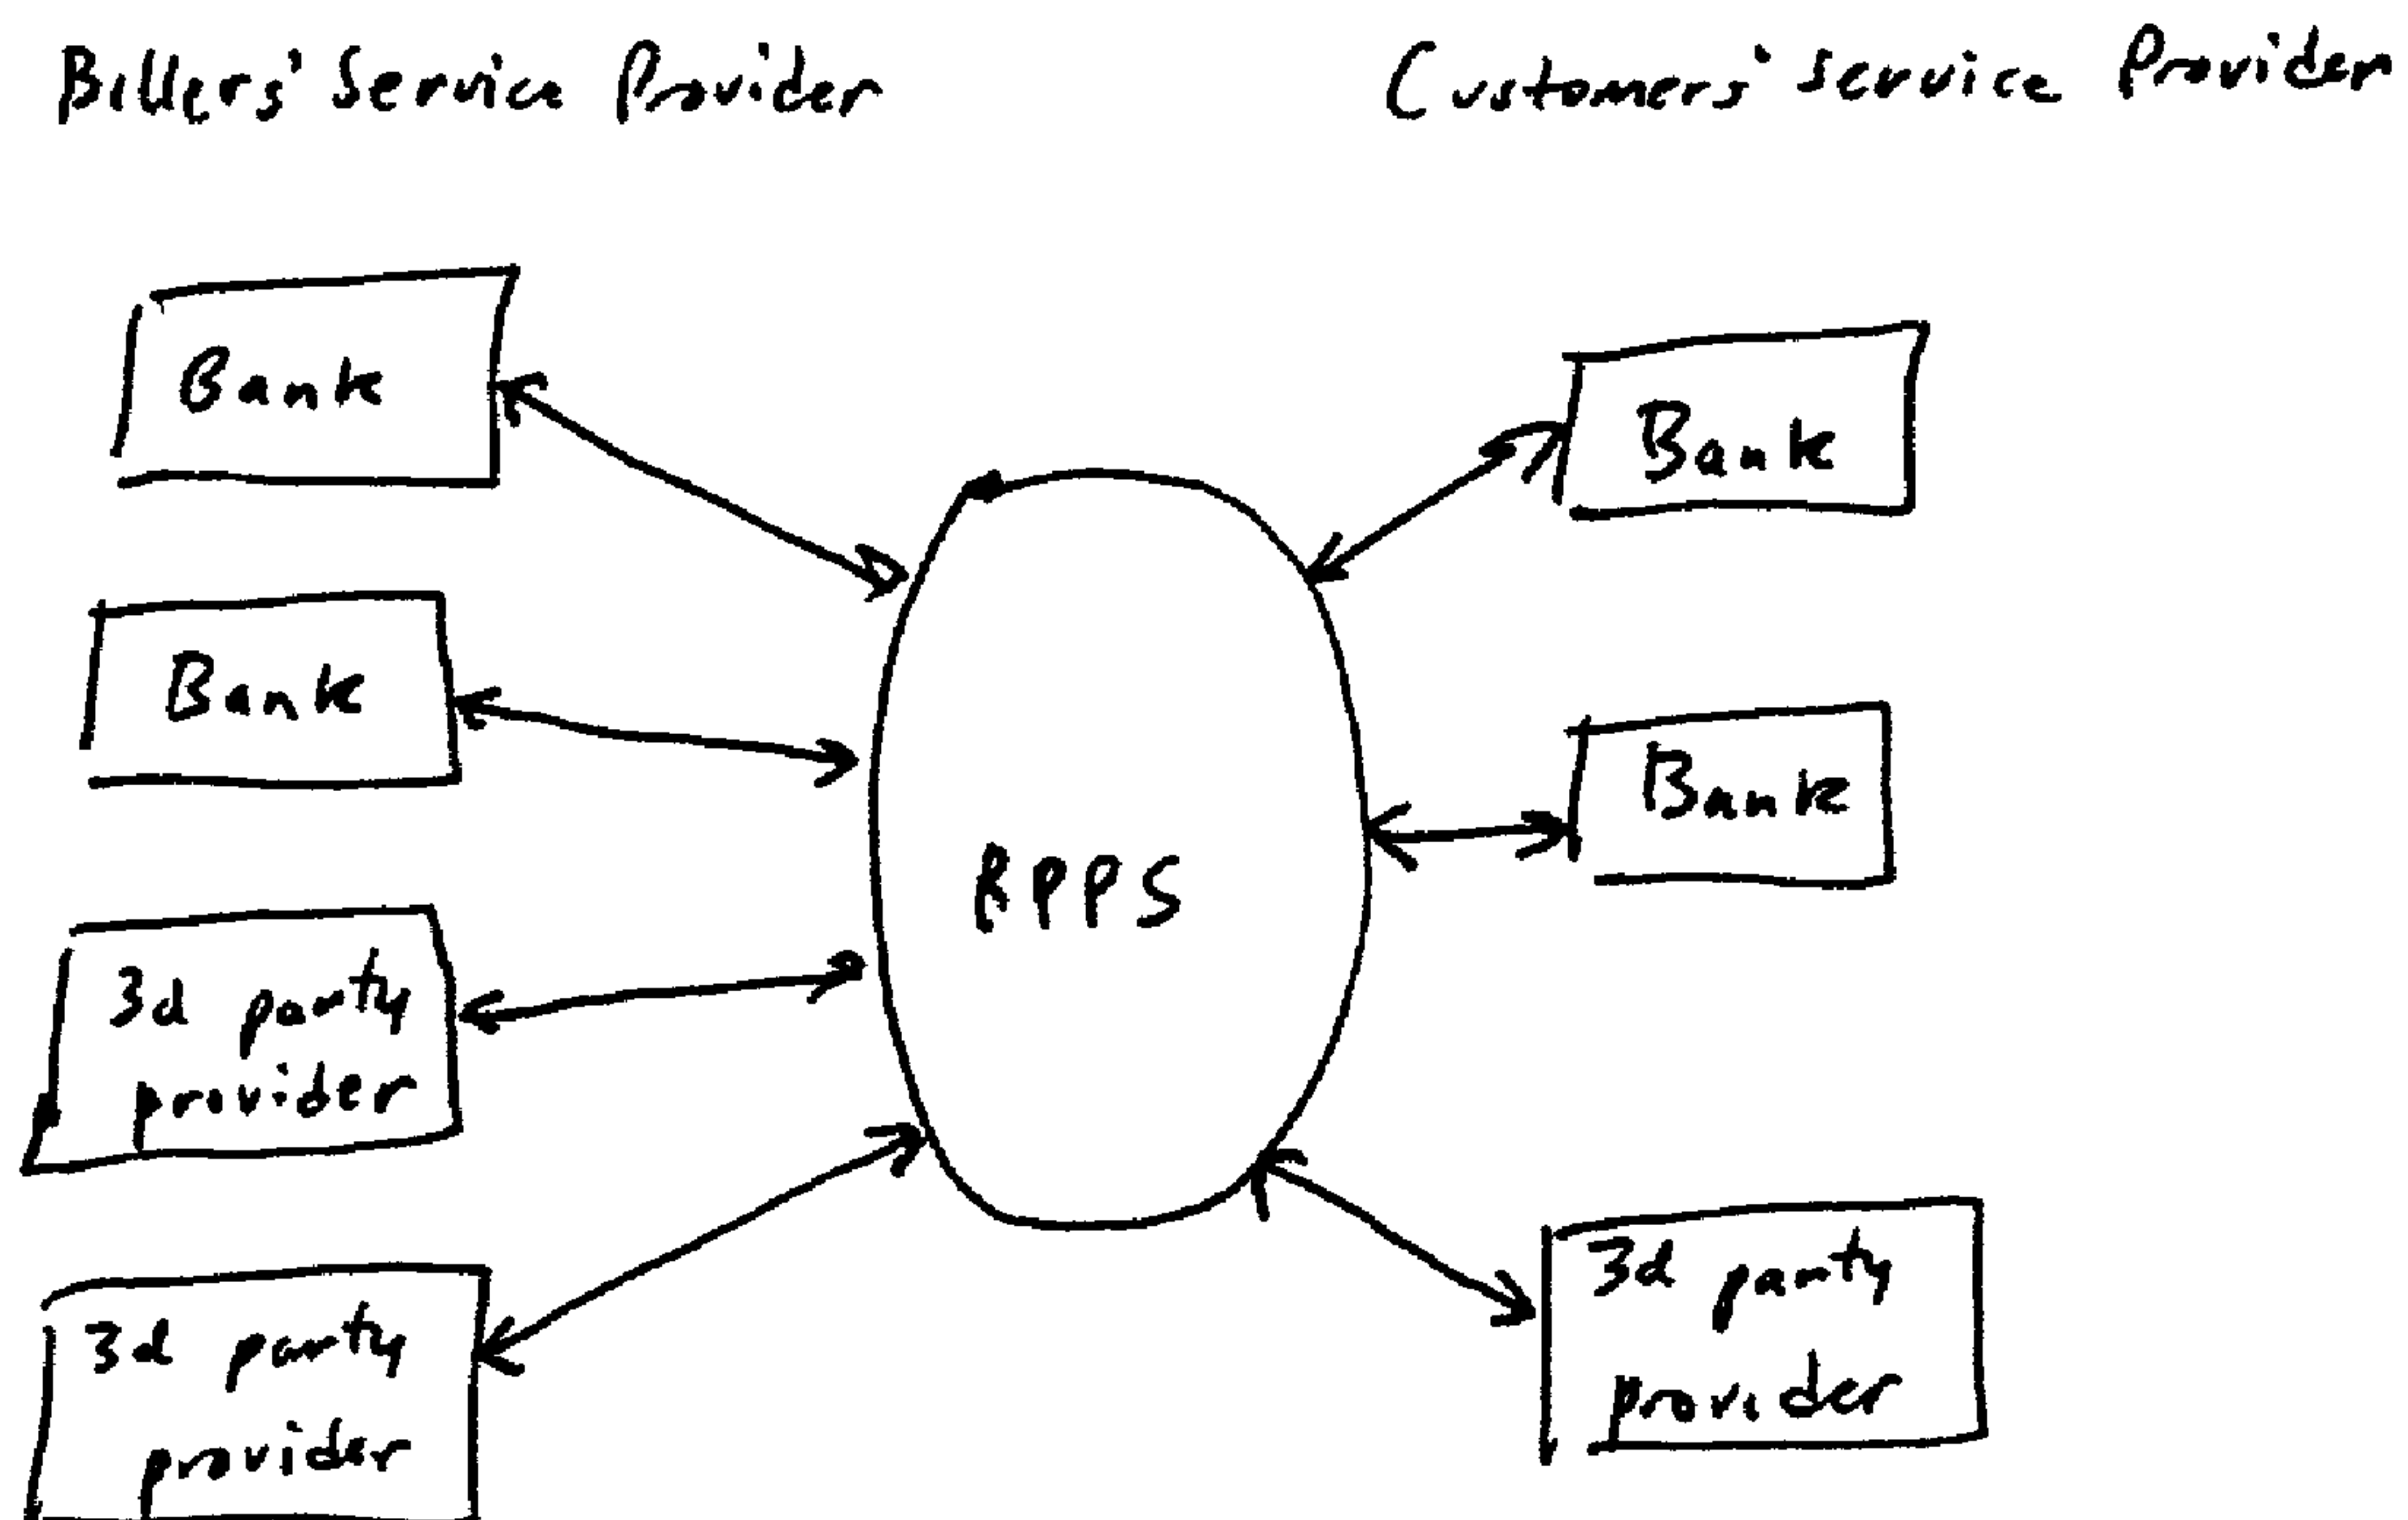 Billers' Service Provider
Customers' Service Provider
Bank
Bank
Bank
Bank
RPPS
3d party
provider
3d party
provider
3d party
provider